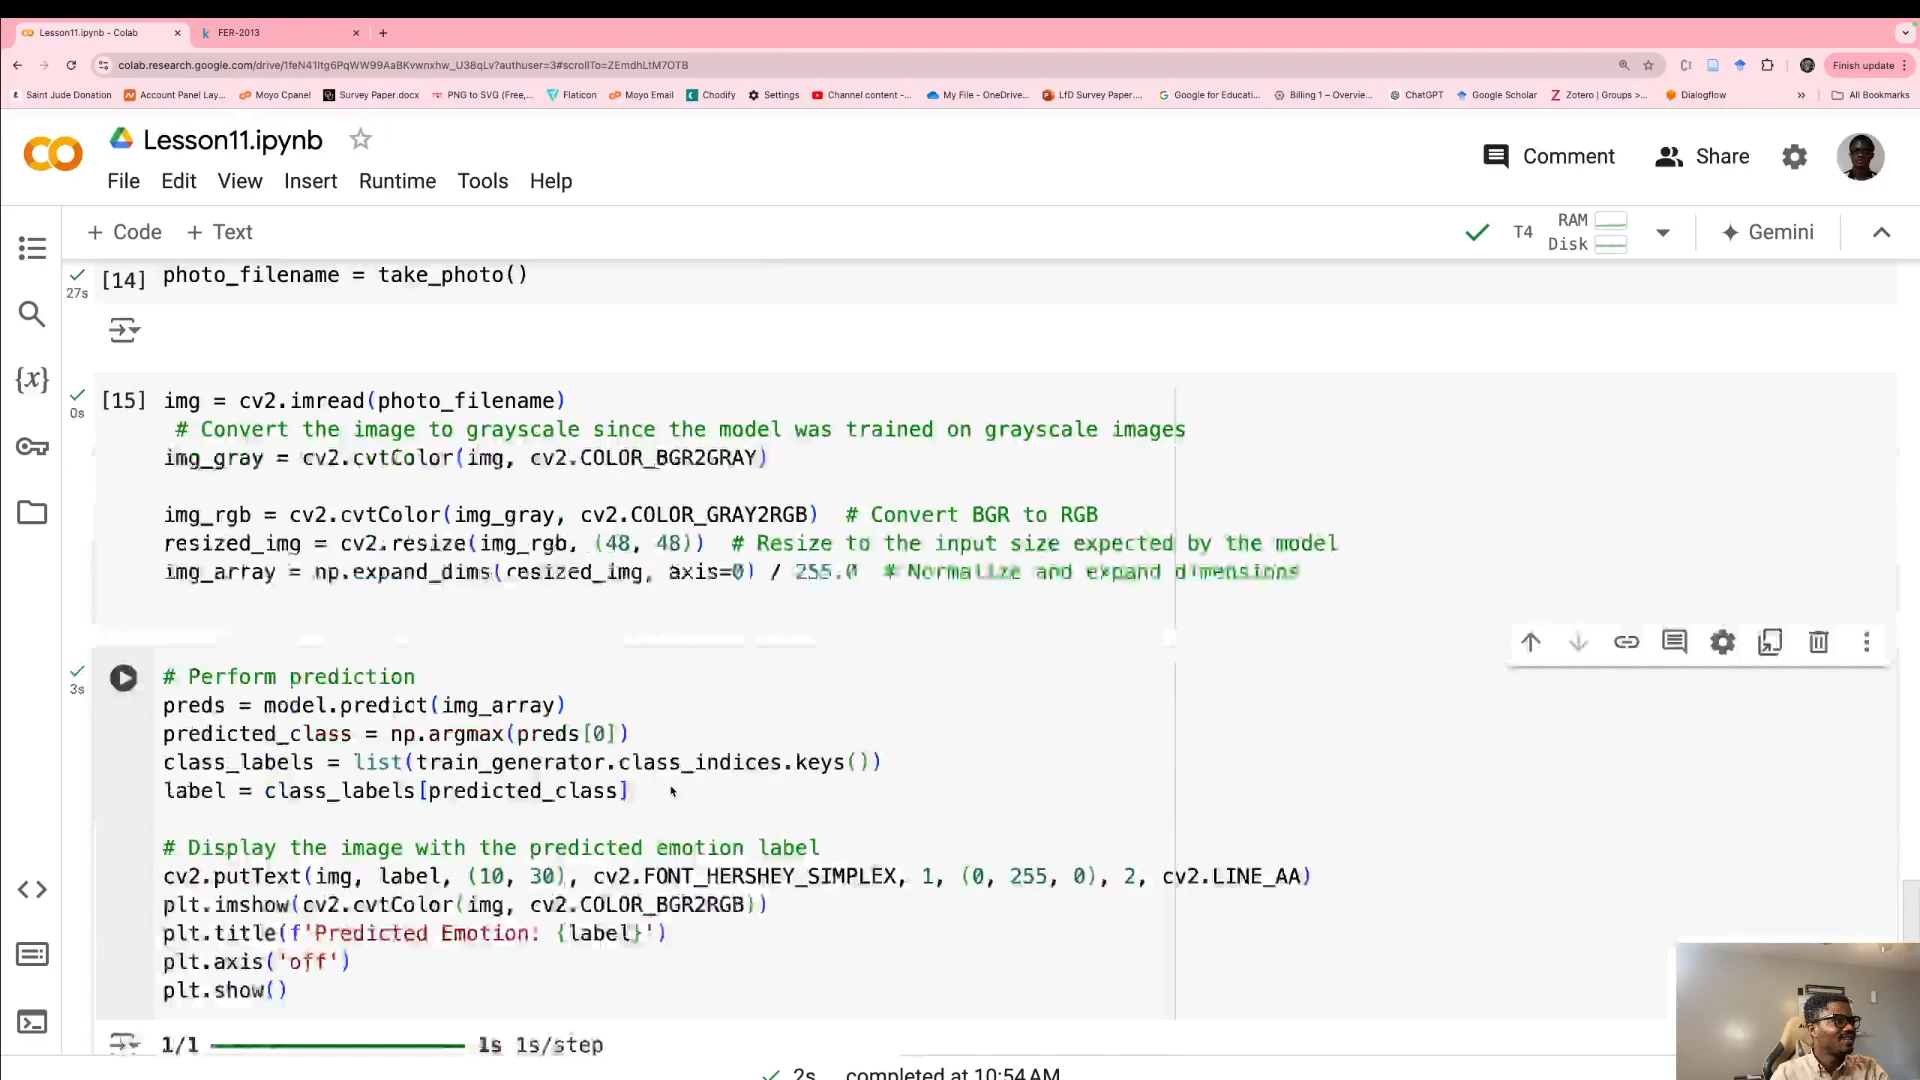 Lesson11.ipynb - Colab
FER-2013
colab.research.google.com/drive/1feN41Itg6PqWW99AaBKvwnxhw_U38qLv?authuser=3#scrollTo=ZEmdhLtM7OTB
Finish update
Saint Jude Donation
Account Panel Lay...
Moyo Cpanel
Survey Paper.docx
PNG to SVG (Free,...
Flaticon
Moyo Email
Chodify
Settings
Channel content -...
My File - OneDrive...
LfD Survey Paper....
Google for Educati...
Billing 1 – Overvie...
ChatGPT
Google Scholar
Zotero | Groups >...
Dialogflow
All Bookmarks
Lesson11.ipynb
Comment
Share
File Edit View Insert Runtime Tools Help
+ Code + Text
T4
RAM
Disk
Gemini
27s
[14] photo_filename = take_photo()
0s
[15] img = cv2.imread(photo_filename)
# Convert the image to grayscale since the model was trained on grayscale images
img_gray = cv2.cvtColor(img, cv2.COLOR_BGR2GRAY)
img_rgb = cv2.cvtColor(img_gray, cv2.COLOR_GRAY2RGB) # Convert BGR to RGB
resized_img = cv2.resize(img_rgb, (48, 48)) # Resize to the input size expected by the model
img_array = np.expand_dims(resized_img, axis=0) / 255.0 # Normalize and expand dimensions
3s
# Perform prediction
preds = model.predict(img_array)
predicted_class = np.argmax(preds[0])
class_labels = list(train_generator.class_indices.keys())
label = class_labels[predicted_class]
# Display the image with the predicted emotion label
cv2.putText(img, label, (10, 30), cv2.FONT_HERSHEY_SIMPLEX, 1, (0, 255, 0), 2, cv2.LINE_AA)
plt.imshow(cv2.cvtColor(img, cv2.COLOR_BGR2RGB))
plt.title(f'Predicted Emotion: {label}')
plt.axis('off')
plt.show()
1/1 1s 1s/step
2s completed at 10:54 AM